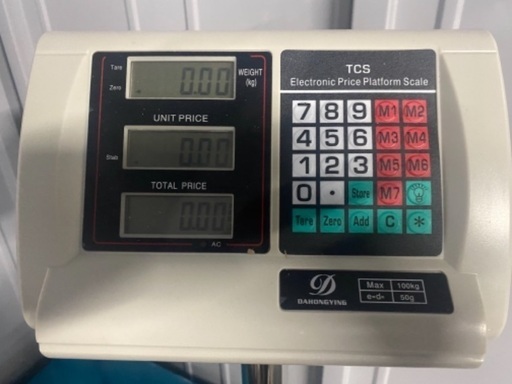 Tare
Zero
0.00
WEIGHT
(kg)
UNIT PRICE
Stable
0.00
TOTAL PRICE
0.00
AC
TCS
Electronic Price Platform Scale
7 8 9 M1 M2
4 5 6 M3 M4
1 2 3 M5 M6
0 . Store M7
Tare Zero Add C *
DAHONGYING
Max 100kg
e=d= 50g